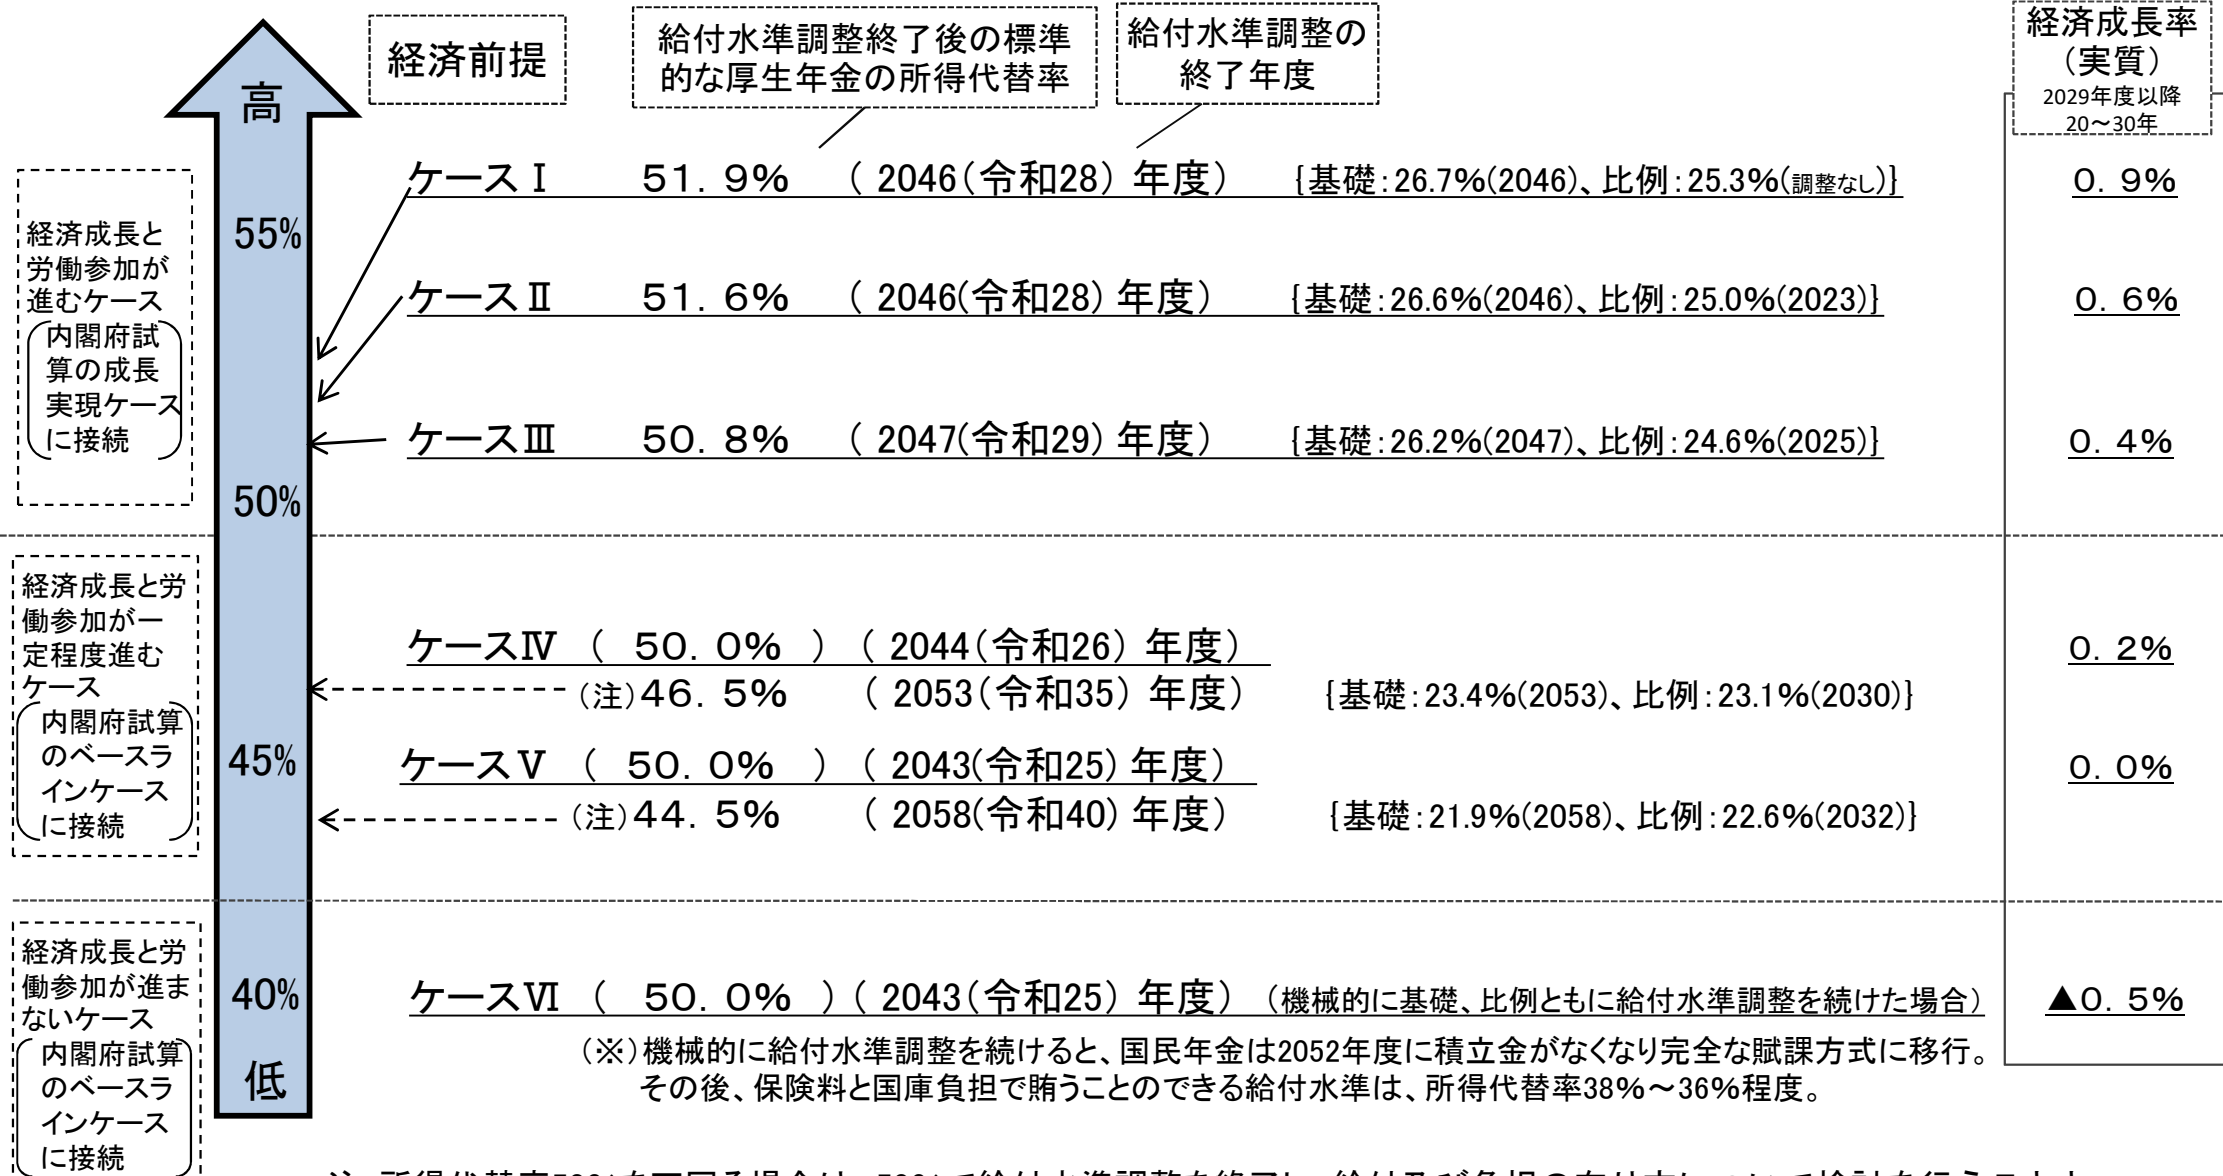 経済前提
給付水準調整終了後の標準
的な厚生年金の所得代替率
給付水準調整の
終了年度
経済成長率
（実質）
2029年度以降
20～30年
高
55%
50%
45%
40%
低
経済成長と
労働参加が
進むケース
内閣府試
算の成長
実現ケース
に接続
ケースⅠ　５１．９％　（ 2046（令和28） 年度）　｛基礎：26.7%(2046)、比例：25.3%（調整なし）｝　０．９％
ケースⅡ　５１．６％　（ 2046(令和28) 年度）　｛基礎：26.6%(2046)、比例：25.0%(2023)｝　０．６％
ケースⅢ　５０．８％　（ 2047(令和29) 年度）　｛基礎：26.2%(2047)、比例：24.6%(2025)｝　０．４％
経済成長と労
働参加が一
定程度進む
ケース
内閣府試算
のベースラ
インケース
に接続
ケースⅣ　（　５０．０％　）　（ 2044（令和26） 年度）　０．２％
（注）４６．５％　（ 2053（令和35） 年度）　｛基礎：23.4%(2053)、比例：23.1%(2030)｝
ケースⅤ　（　５０．０％　）　（ 2043(令和25) 年度）　０．０％
（注）４４．５％　（ 2058(令和40) 年度）　｛基礎：21.9%(2058)、比例：22.6%(2032)｝
経済成長と労
働参加が進ま
ないケース
内閣府試算
のベースラ
インケース
に接続
ケースⅥ　（　５０．０％　）（ 2043（令和25） 年度）　（機械的に基礎、比例ともに給付水準調整を続けた場合）　▲０．５％
（※）機械的に給付水準調整を続けると、国民年金は2052年度に積立金がなくなり完全な賦課方式に移行。
その後、保険料と国庫負担で賄うことのできる給付水準は、所得代替率38%～36%程度。